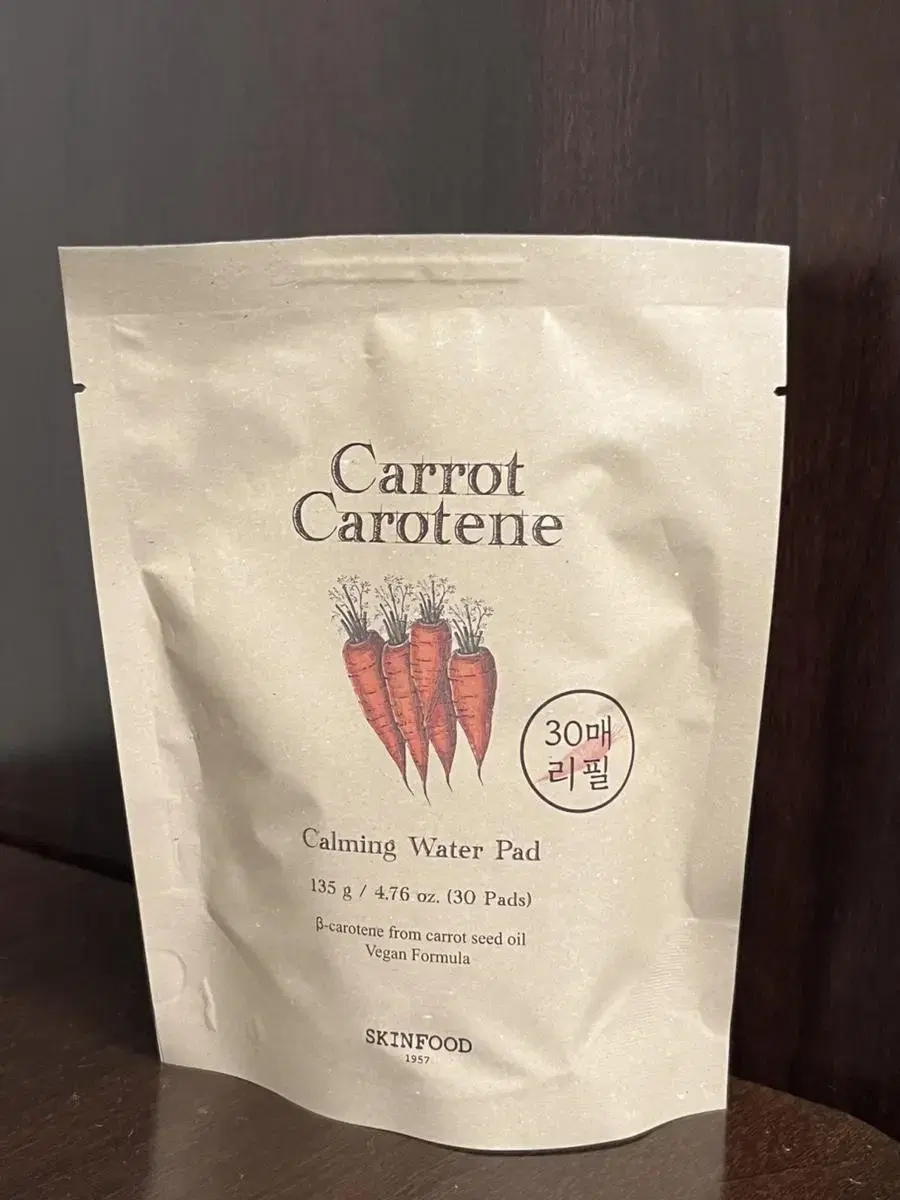 Carrot
Carotene
30매
리필
Calming Water Pad
135 g / 4.76 oz. (30 Pads)
β-carotene from carrot seed oil
Vegan Formula
SKINFOOD
1957